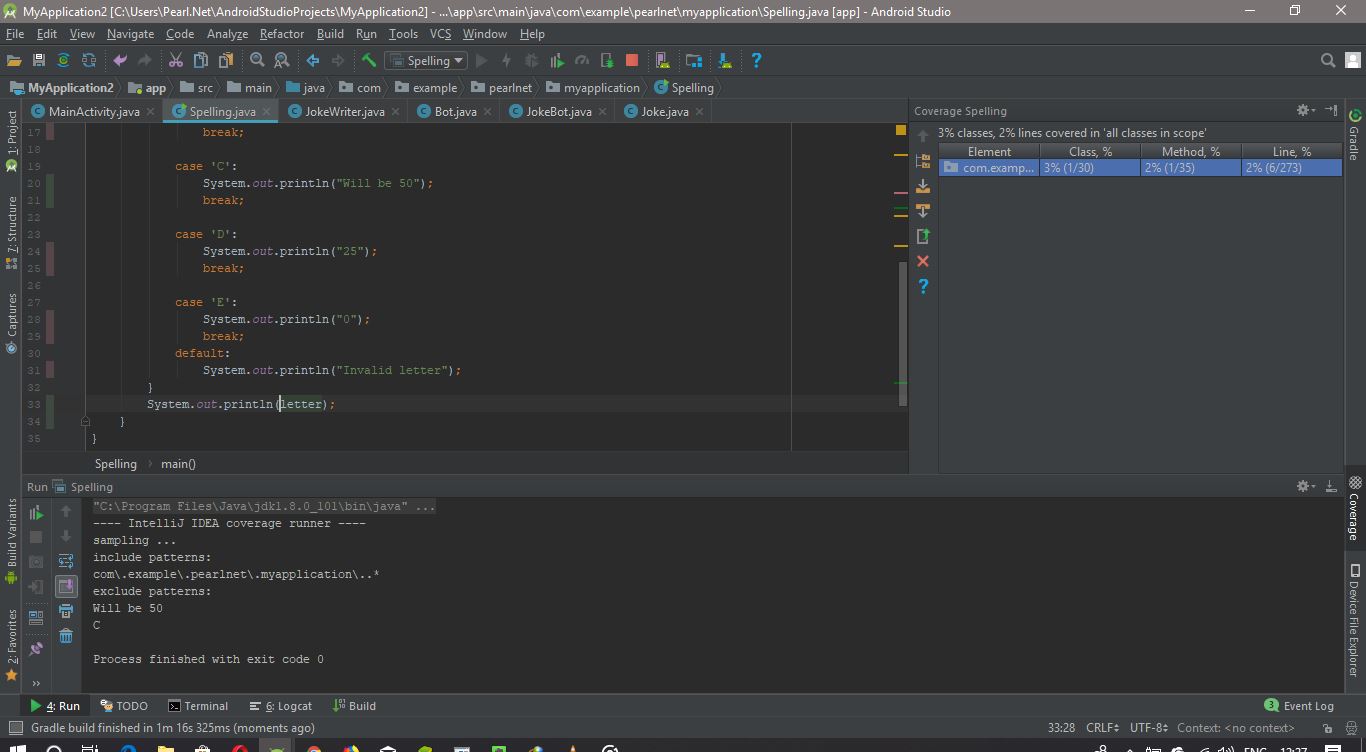 MyApplication2 [C:\Users\Pearl.Net\AndroidStudioProjects\MyApplication2] - ...\app\src\main\java\com\example\pearlnet\myapplication\Spelling.java [app] - Android Studio
File Edit View Navigate Code Analyze Refactor Build Run Tools VCS Window Help
Spelling
MyApplication2 app src main java com example pearlnet myapplication Spelling
MainActivity.java Spelling.java JokeWriter.java Bot.java JokeBot.java Joke.java
Coverage Spelling
3% classes, 2% lines covered in 'all classes in scope'
Element Class, % Method, % Line, %
com.examp... 3% (1/30) 2% (1/35) 2% (6/273)
1: Project
7: Structure
Captures
Build Variants
2: Favorites
Gradle
Coverage
Device File Explorer
17 break;
18
19 case 'C':
20 System.out.println("Will be 50");
21 break;
22
23 case 'D':
24 System.out.println("25");
25 break;
26
27 case 'E':
28 System.out.println("0");
29 break;
30 default:
31 System.out.println("Invalid letter");
32 }
33 System.out.println(letter);
34 }
35 }
Spelling main()
Run Spelling
"C:\Program Files\Java\jdk1.8.0_101\bin\java" ...
---- IntelliJ IDEA coverage runner ----
sampling ...
include patterns:
com\.example\.pearlnet\.myapplication\..*
exclude patterns:
Will be 50
C
Process finished with exit code 0
4: Run TODO Terminal 6: Logcat Build 3 Event Log
Gradle build finished in 1m 16s 325ms (moments ago)
33:28 CRLF UTF-8 Context: <no context>
ENG 12:27